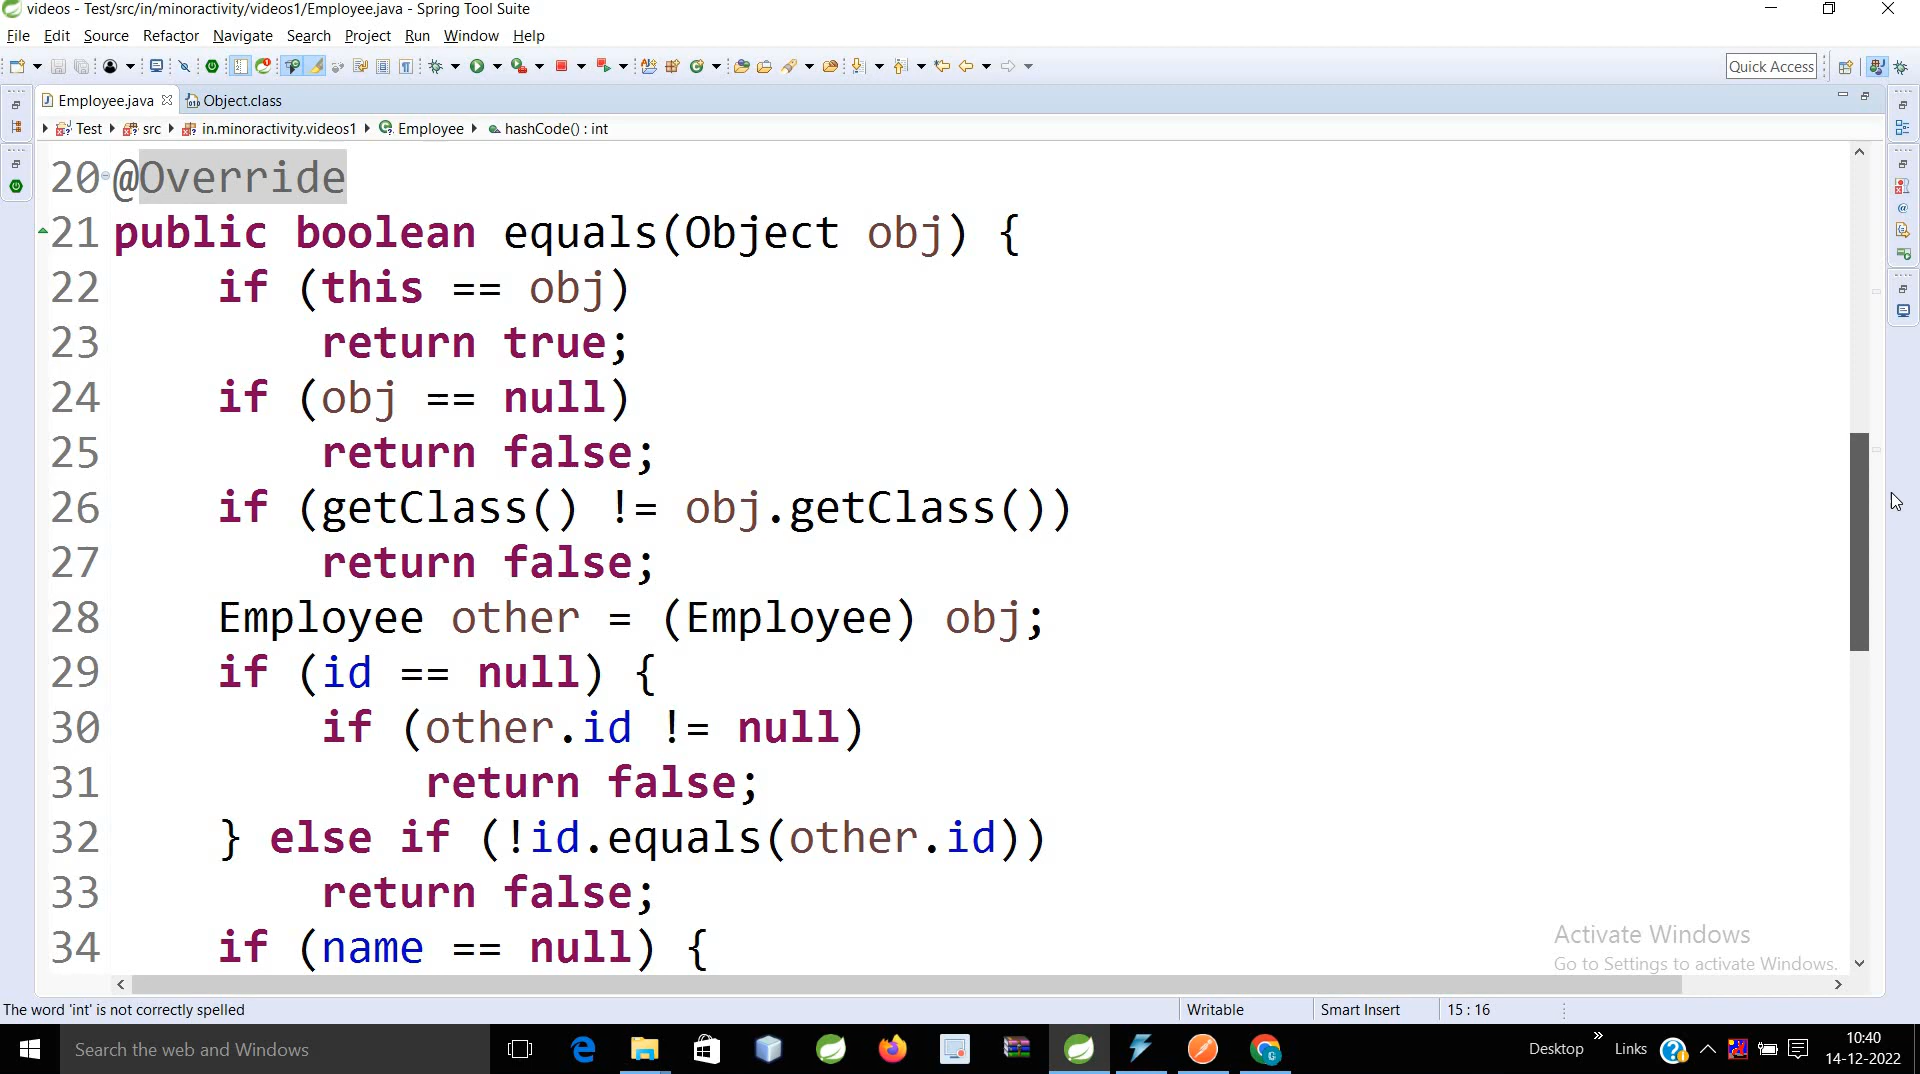 videos - Test/src/in/minoractivity/videos1/Employee.java - Spring Tool Suite
File Edit Source Refactor Navigate Search Project Run Window Help
Quick Access
Employee.java Object.class
Test src in.minoractivity.videos1 Employee hashCode() : int
20 @Override
21 public boolean equals(Object obj) {
22 if (this == obj)
23 return true;
24 if (obj == null)
25 return false;
26 if (getClass() != obj.getClass())
27 return false;
28 Employee other = (Employee) obj;
29 if (id == null) {
30 if (other.id != null)
31 return false;
32 } else if (!id.equals(other.id))
33 return false;
34 if (name == null) {
Activate Windows
Go to Settings to activate Windows.
The word 'int' is not correctly spelled Writable Smart Insert 15 : 16
Search the web and Windows Desktop » Links 10:40
14-12-2022